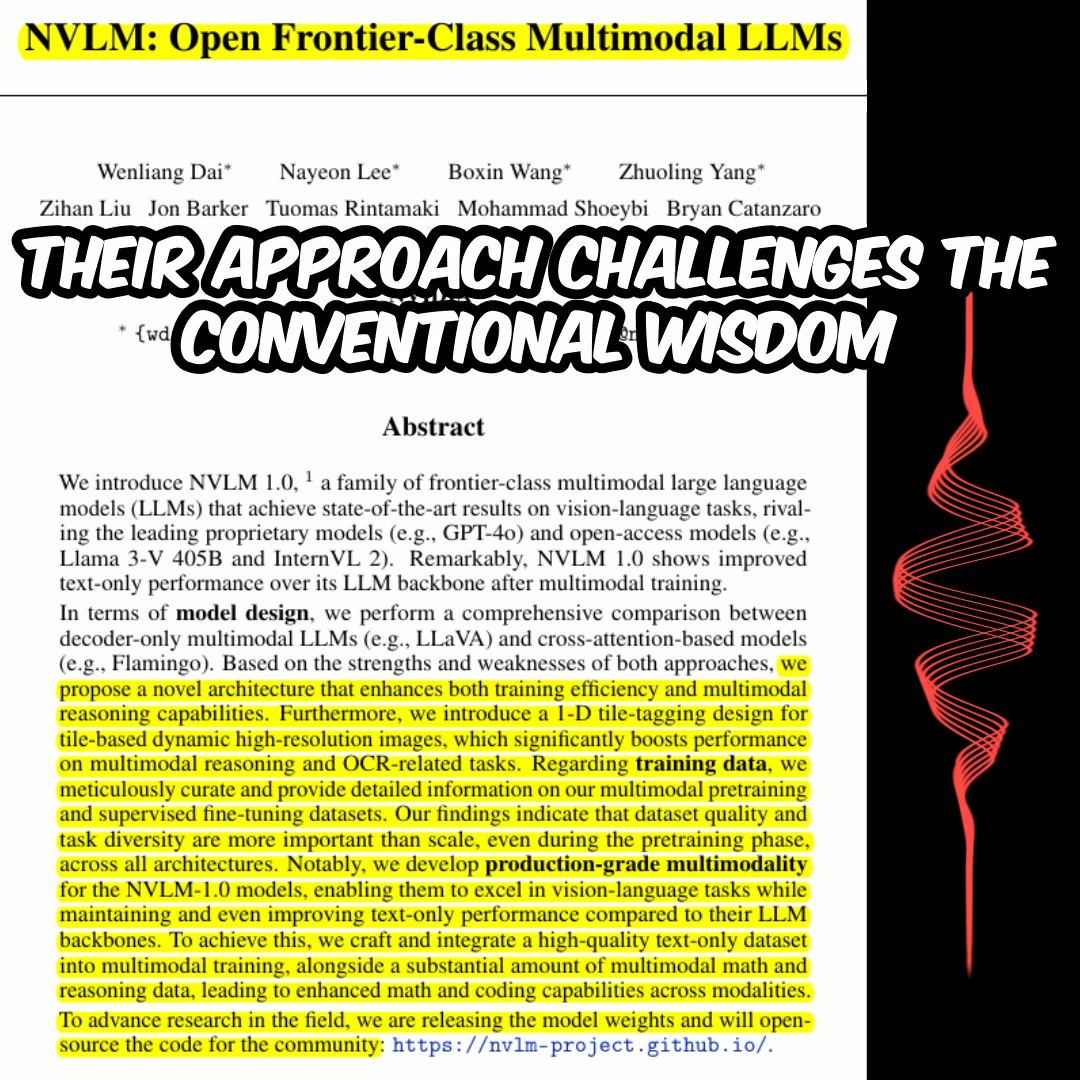 NVLM: Open Frontier-Class Multimodal LLMs
Wenliang Dai* Nayeon Lee* Boxin Wang* Zhuoling Yang*
Zihan Liu Jon Barker Tuomas Rintamaki Mohammad Shoeybi Bryan Catanzaro
THEIR APPROACH CHALLENGES THE
CONVENTIONAL WISDOM
* {wd
Abstract
We introduce NVLM 1.0, 1 a family of frontier-class multimodal large language
models (LLMs) that achieve state-of-the-art results on vision-language tasks, rival-
ing the leading proprietary models (e.g., GPT-4o) and open-access models (e.g.,
Llama 3-V 405B and InternVL 2). Remarkably, NVLM 1.0 shows improved
text-only performance over its LLM backbone after multimodal training.
In terms of model design, we perform a comprehensive comparison between
decoder-only multimodal LLMs (e.g., LLaVA) and cross-attention-based models
(e.g., Flamingo). Based on the strengths and weaknesses of both approaches, we
propose a novel architecture that enhances both training efficiency and multimodal
reasoning capabilities. Furthermore, we introduce a 1-D tile-tagging design for
tile-based dynamic high-resolution images, which significantly boosts performance
on multimodal reasoning and OCR-related tasks. Regarding training data, we
meticulously curate and provide detailed information on our multimodal pretraining
and supervised fine-tuning datasets. Our findings indicate that dataset quality and
task diversity are more important than scale, even during the pretraining phase,
across all architectures. Notably, we develop production-grade multimodality
for the NVLM-1.0 models, enabling them to excel in vision-language tasks while
maintaining and even improving text-only performance compared to their LLM
backbones. To achieve this, we craft and integrate a high-quality text-only dataset
into multimodal training, alongside a substantial amount of multimodal math and
reasoning data, leading to enhanced math and coding capabilities across modalities.
To advance research in the field, we are releasing the model weights and will open-
source the code for the community: https://nvlm-project.github.io/.